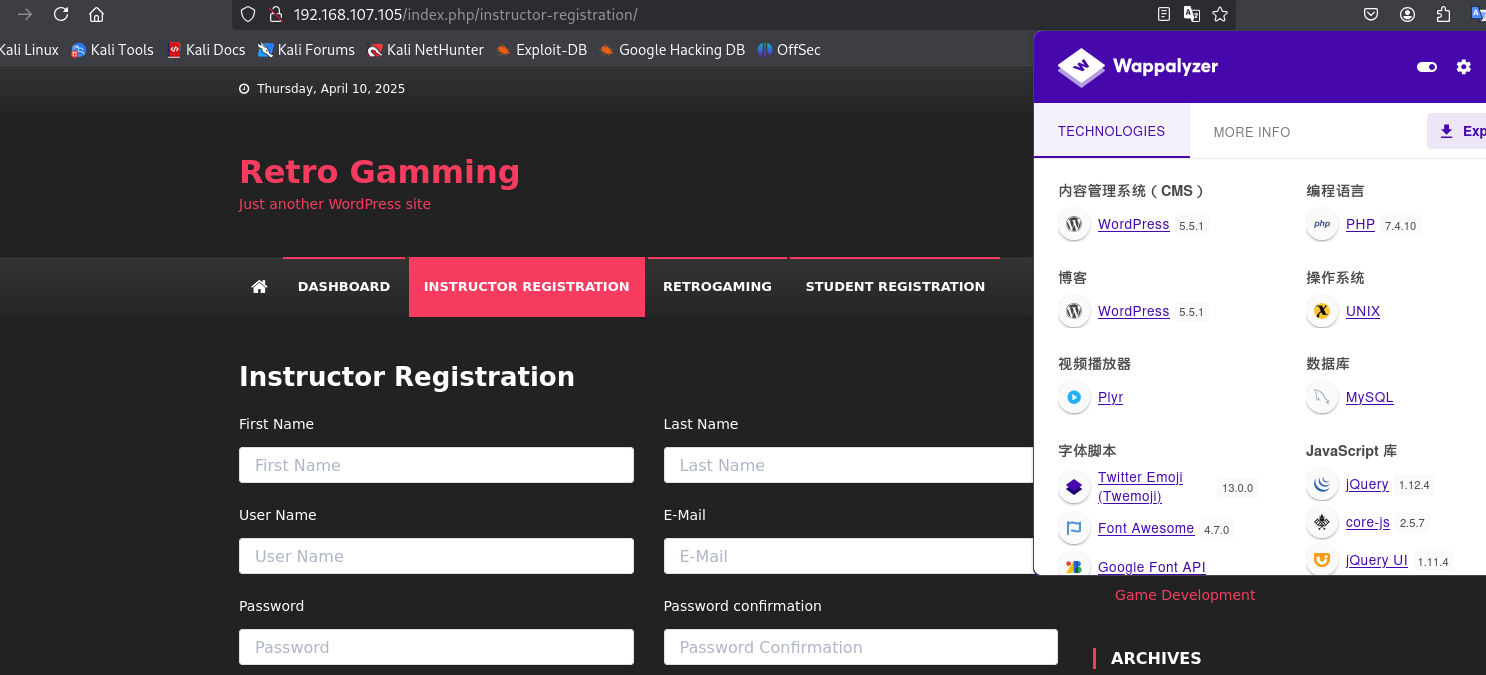 192.168.107.105/index.php/instructor-registration/
Kali Linux Kali Tools Kali Docs Kali Forums Kali NetHunter Exploit-DB Google Hacking DB OffSec
Thursday, April 10, 2025
Retro Gamming
Just another WordPress site
DASHBOARD INSTRUCTOR REGISTRATION RETROGAMING STUDENT REGISTRATION
Instructor Registration
First Name Last Name
First Name Last Name
User Name E-Mail
User Name E-Mail
Password Password confirmation
Password Password Confirmation
Wappalyzer
TECHNOLOGIES MORE INFO Exp
内容管理系统（CMS） 编程语言
WordPress 5.5.1 php PHP 7.4.10
博客 操作系统
WordPress 5.5.1 UNIX
视频播放器 数据库
Plyr MySQL
字体脚本 JavaScript 库
Twitter Emoji 13.0.0 jQuery 1.12.4
(Twemoji)
Font Awesome 4.7.0 core-js 2.5.7
Google Font API jQuery UI 1.11.4
Game Development
ARCHIVES